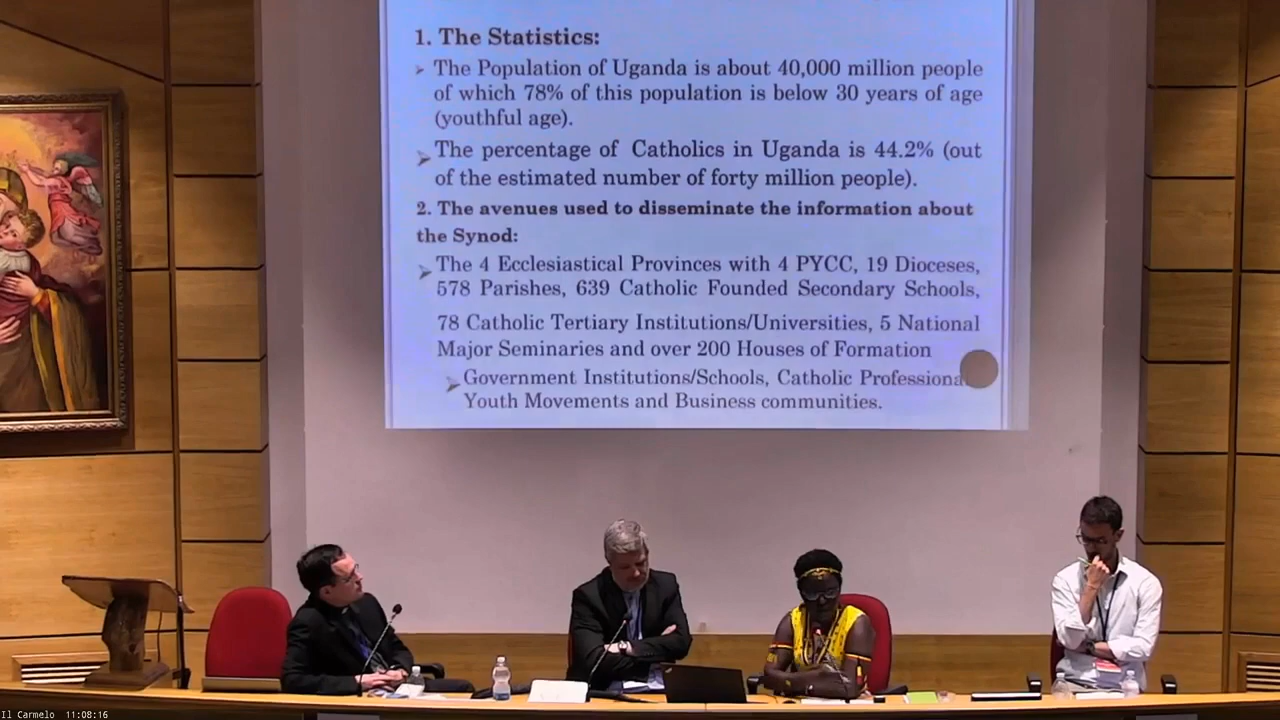 1. The Statistics:
The Population of Uganda is about 40,000 million people
of which 78% of this population is below 30 years of age
(youthful age).
The percentage of Catholics in Uganda is 44.2% (out
of the estimated number of forty million people).
2. The avenues used to disseminate the information about
the Synod:
The 4 Ecclesiastical Provinces with 4 PYCC, 19 Dioceses,
578 Parishes, 639 Catholic Founded Secondary Schools,
78 Catholic Tertiary Institutions/Universities, 5 National
Major Seminaries and over 200 Houses of Formation
Government Institutions/Schools, Catholic Professiona
Youth Movements and Business communities.
Il Carmelo 11:08:16